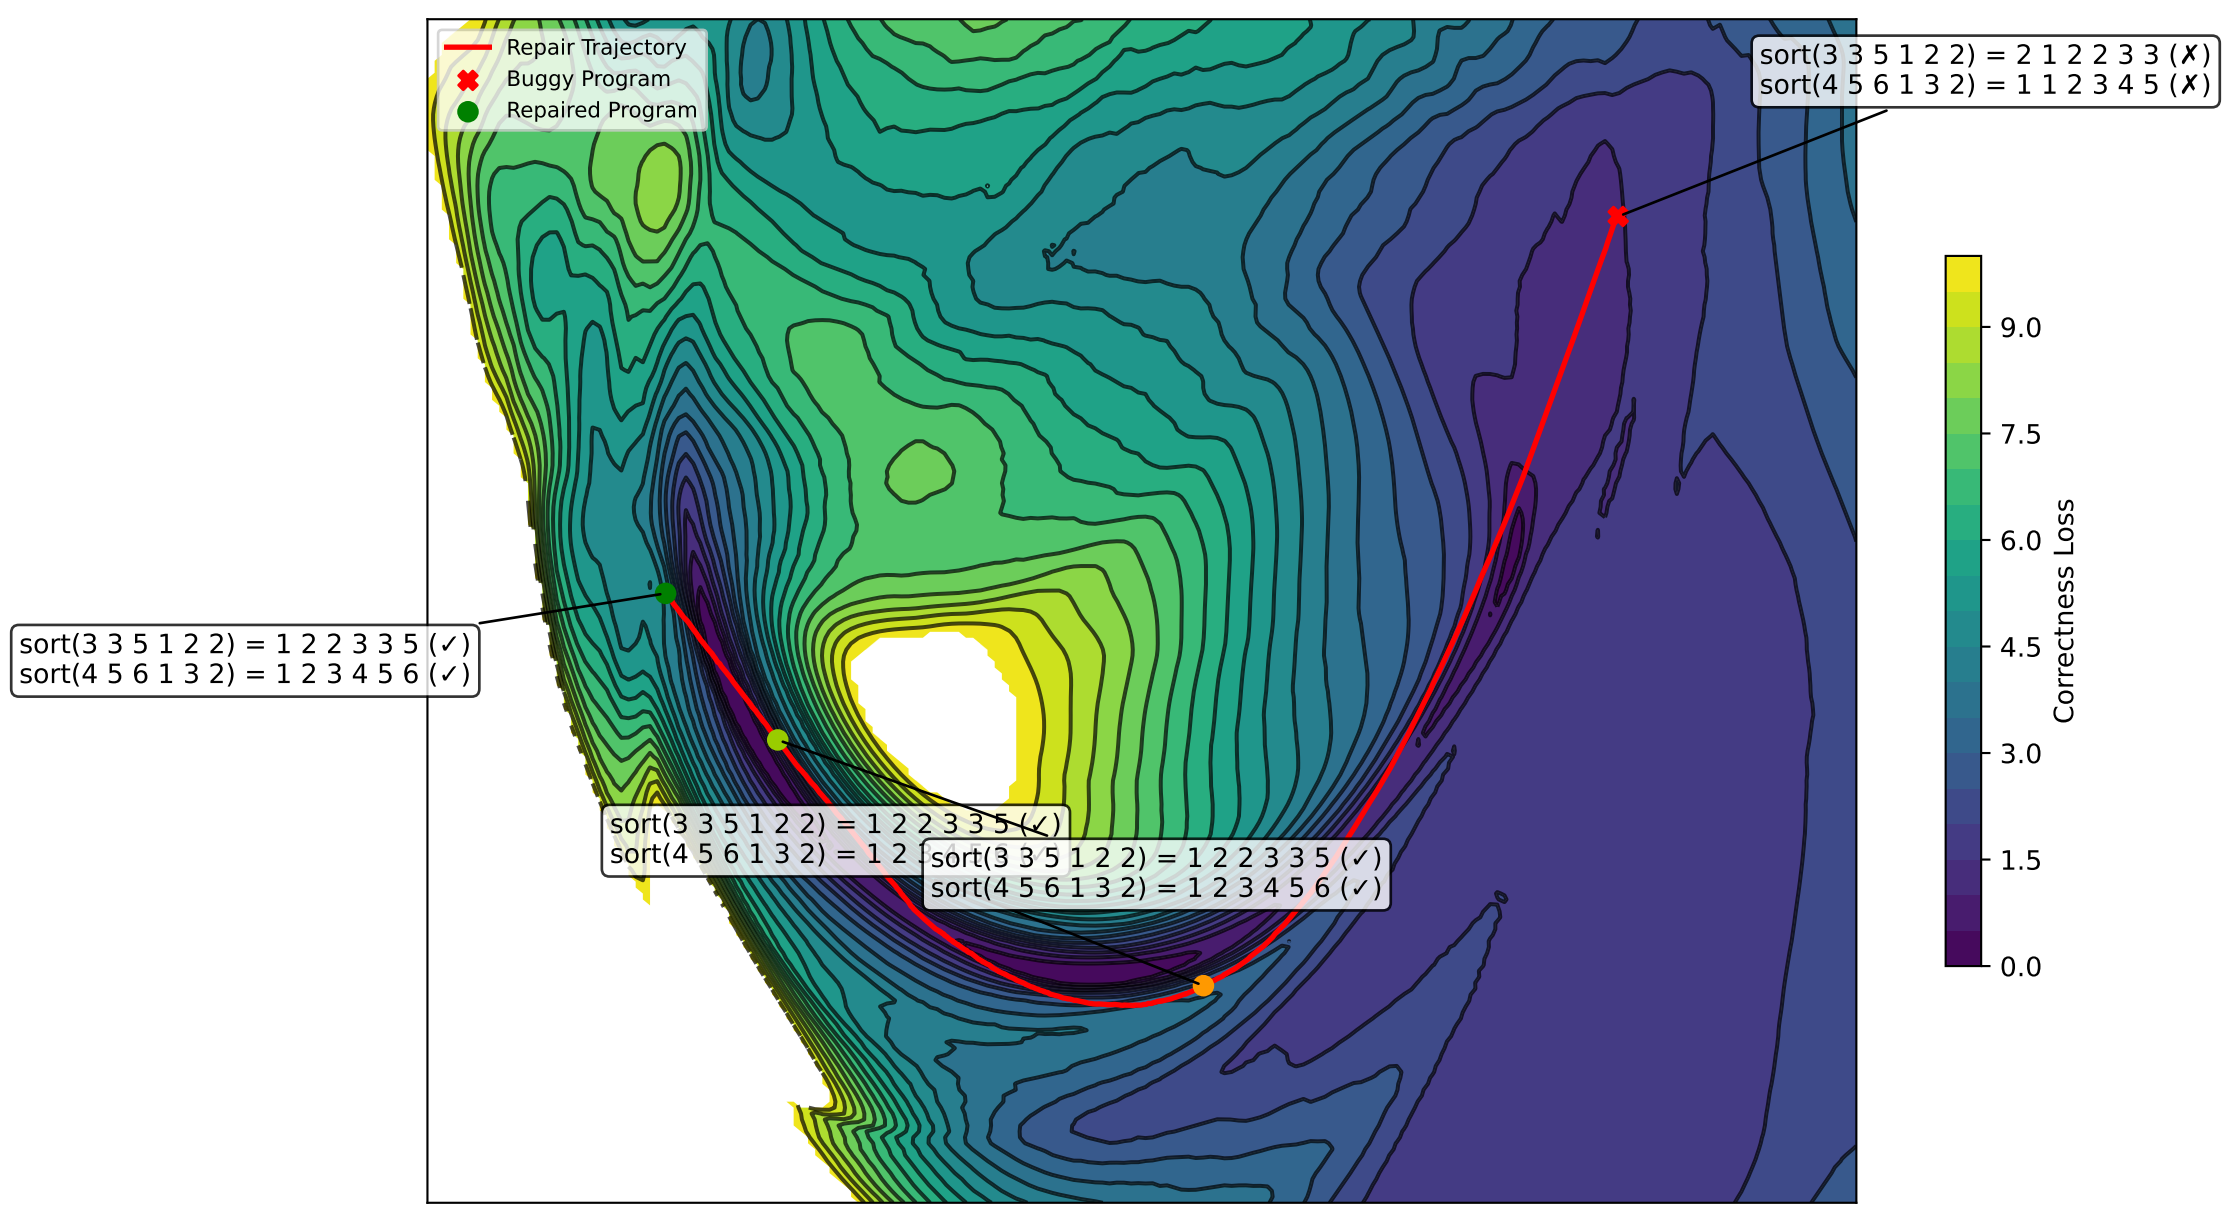 Repair Trajectory
Buggy Program
Repaired Program
sort(3 3 5 1 2 2) = 2 1 2 2 3 3 (✗)
sort(4 5 6 1 3 2) = 1 1 2 3 4 5 (✗)
sort(3 3 5 1 2 2) = 1 2 2 3 3 5 (✓)
sort(4 5 6 1 3 2) = 1 2 3 4 5 6 (✓)
sort(3 3 5 1 2 2) = 1 2 2 3 3 5 (✓)
sort(4 5 6 1 3 2) = 1 2 3 4 5 6 (✓)
sort(3 3 5 1 2 2) = 1 2 2 3 3 5 (✓)
sort(4 5 6 1 3 2) = 1 2 3 4 5 6 (✓)
9.0
7.5
6.0
4.5
3.0
1.5
0.0
Correctness Loss